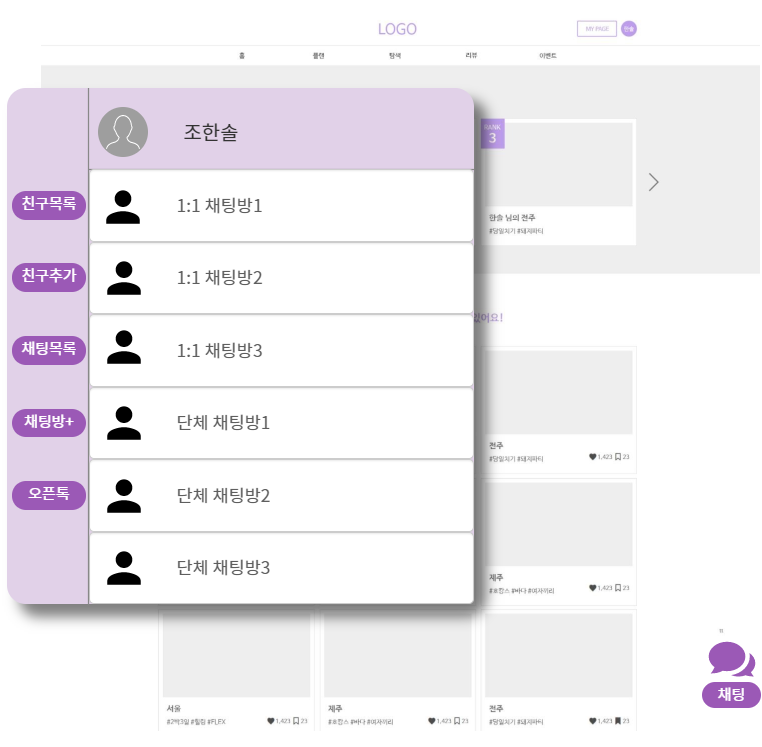 LOGO
MY PAGE
한솔
홈
플랜
탐색
리뷰
이벤트
조한솔
친구목록
친구추가
채팅목록
채팅방+
오픈톡
1:1 채팅방1
1:1 채팅방2
1:1 채팅방3
단체 채팅방1
단체 채팅방2
단체 채팅방3
RANK
3
한솔 님의 전주
#당일치기 #돼지파티
전주
#당일치기 #돼지파티
1,423 23
제주
#호캉스 #바다 #여자끼리
1,423 23
서울
#2박3일 #힐링 #FLEX
1,423 23
제주
#호캉스 #바다 #여자끼리
1,423 23
전주
#당일치기 #돼지파티
1,423 23
채팅